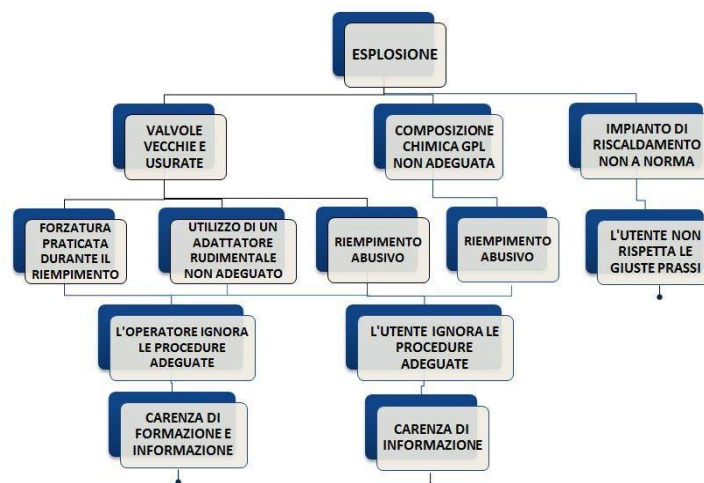 ESPLOSIONE
VALVOLE
VECCHIE E
USURATE
COMPOSIZIONE
CHIMICA GPL
NON ADEGUATA
IMPIANTO DI
RISCALDAMENTO
NON A NORMA
FORZATURA
PRATICATA
DURANTE IL
RIEMPIMENTO
UTILIZZO DI UN
ADATTATORE
RUDIMENTALE
NON ADEGUATO
RIEMPIMENTO
ABUSIVO
RIEMPIMENTO
ABUSIVO
L'UTENTE NON
RISPETTA LE
GIUSTE PRASSI
L'OPERATORE IGNORA
LE PROCEDURE
ADEGUATE
L'UTENTE IGNORA LE
PROCEDURE
ADEGUATE
CARENZA DI
FORMAZIONE E
INFORMAZIONE
CARENZA DI
INFORMAZIONE